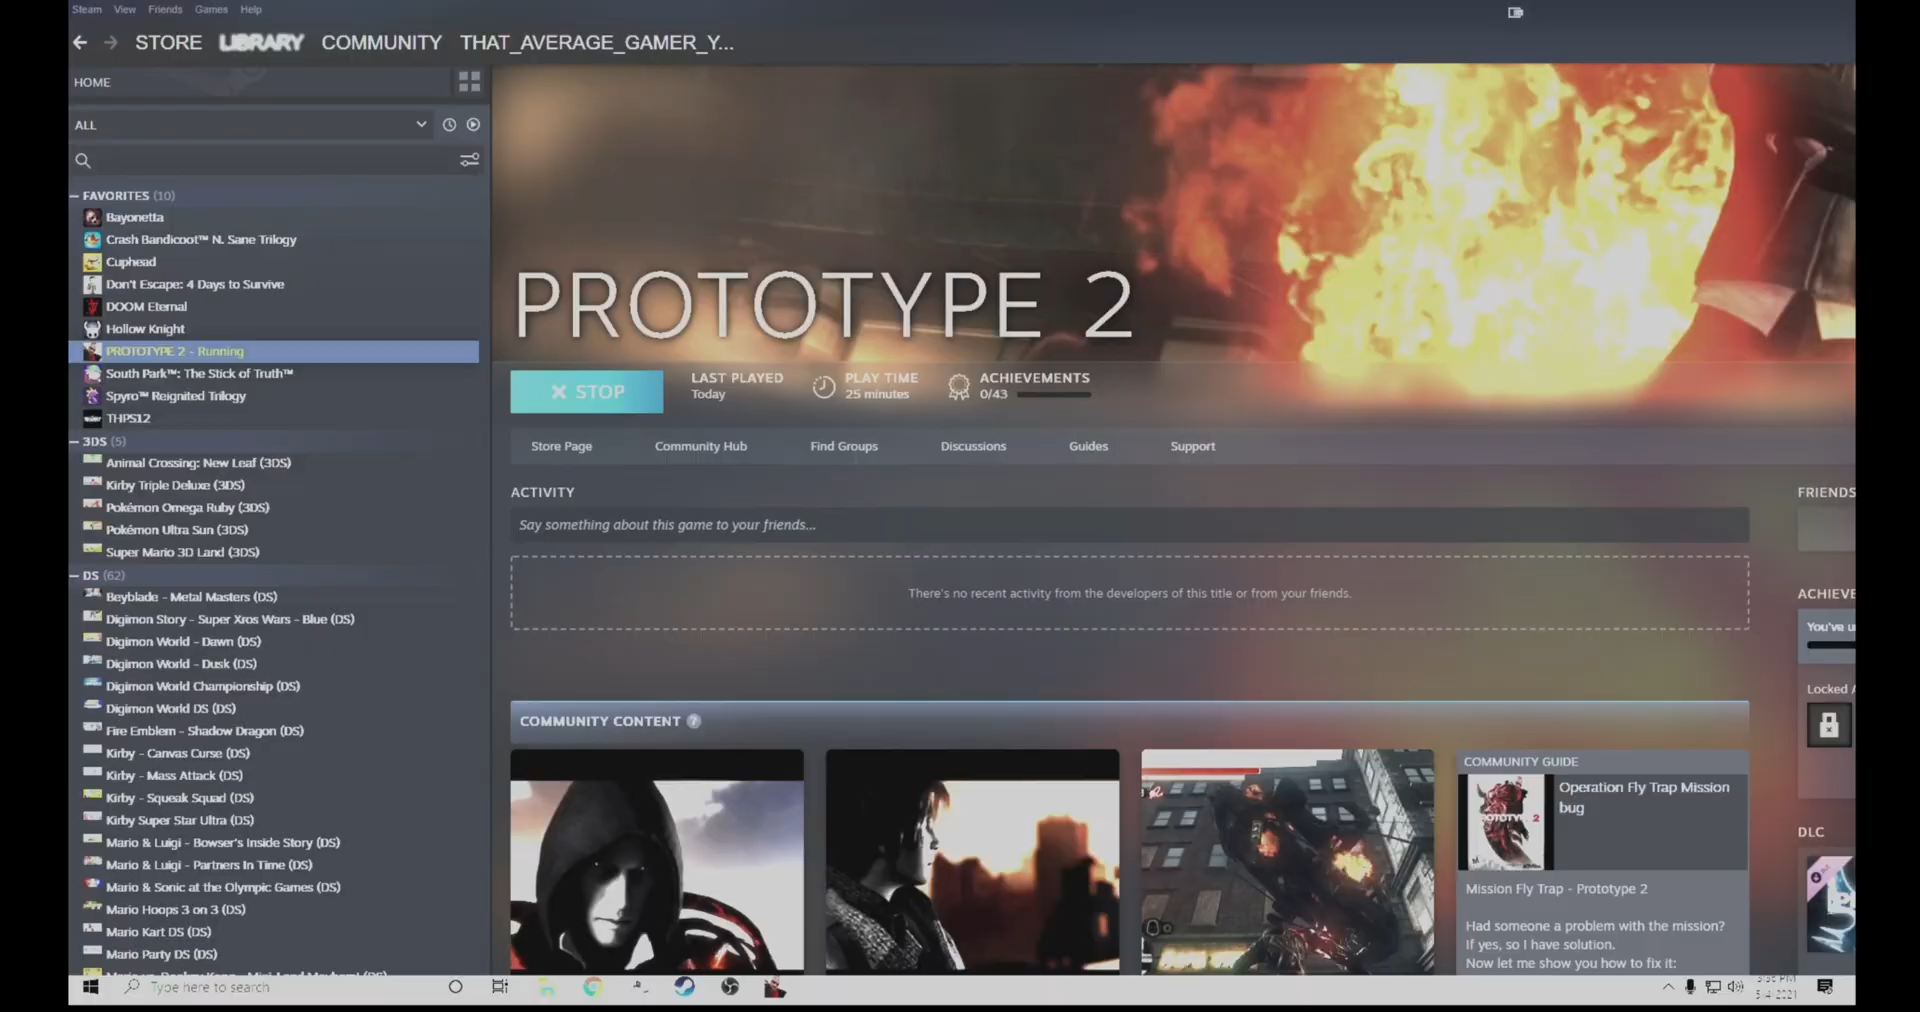 Steam View Friends Games Help
STORE LIBRARY COMMUNITY THAT_AVERAGE_GAMER_Y...
HOME
ALL
FAVORITES (10)
Bayonetta
Crash Bandicoot™ N. Sane Trilogy
Cuphead
Don't Escape: 4 Days to Survive
DOOM Eternal
Hollow Knight
PROTOTYPE 2 - Running
South Park™: The Stick of Truth™
Spyro™ Reignited Trilogy
THPS12
3DS (5)
Animal Crossing: New Leaf (3DS)
Kirby Triple Deluxe (3DS)
Pokémon Omega Ruby (3DS)
Pokémon Ultra Sun (3DS)
Super Mario 3D Land (3DS)
DS (62)
Beyblade - Metal Masters (DS)
Digimon Story - Super Xros Wars - Blue (DS)
Digimon World - Dawn (DS)
Digimon World - Dusk (DS)
Digimon World Championship (DS)
Digimon World DS (DS)
Fire Emblem - Shadow Dragon (DS)
Kirby - Canvas Curse (DS)
Kirby - Mass Attack (DS)
Kirby - Squeak Squad (DS)
Kirby Super Star Ultra (DS)
Mario & Luigi - Bowser's Inside Story (DS)
Mario & Luigi - Partners In Time (DS)
Mario & Sonic at the Olympic Games (DS)
Mario Hoops 3 on 3 (DS)
Mario Kart DS (DS)
Mario Party DS (DS)
PROTOTYPE 2
STOP
LAST PLAYED
Today
PLAY TIME
25 minutes
ACHIEVEMENTS
0/43
Store Page Community Hub Find Groups Discussions Guides Support
ACTIVITY
Say something about this game to your friends...
There's no recent activity from the developers of this title or from your friends.
COMMUNITY CONTENT ?
COMMUNITY GUIDE
Operation Fly Trap Mission
bug
PROTOTYPE 2
Mission Fly Trap - Prototype 2
Had someone a problem with the mission?
If yes, so I have solution.
Now let me show you how to fix it:
FRIENDS
ACHIEVE
You've u
Locked A
DLC
Type here to search